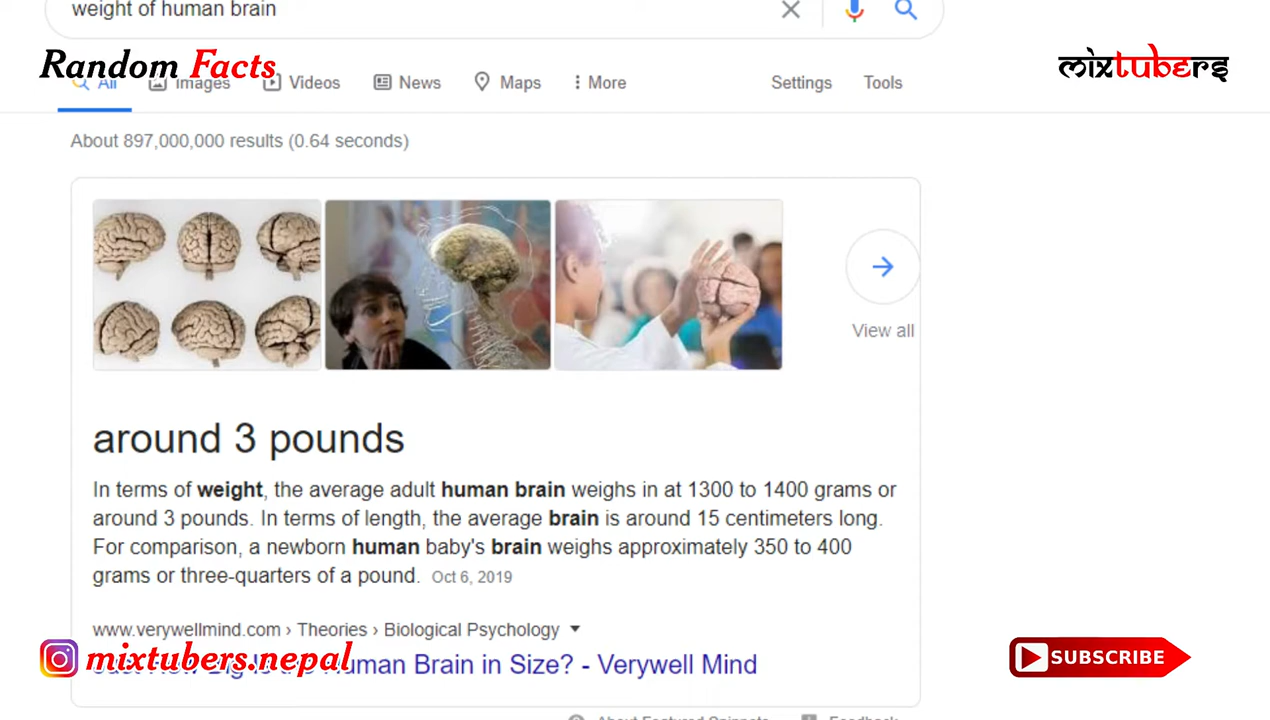 weight of human brain
Random Facts
mixtubers
All Images Videos News Maps More Settings Tools
About 897,000,000 results (0.64 seconds)
View all
around 3 pounds
In terms of weight, the average adult human brain weighs in at 1300 to 1400 grams or
around 3 pounds. In terms of length, the average brain is around 15 centimeters long.
For comparison, a newborn human baby's brain weighs approximately 350 to 400
grams or three-quarters of a pound. Oct 6, 2019
www.verywellmind.com › Theories › Biological Psychology
mixtubers.nepal
Human Brain in Size? - Verywell Mind
SUBSCRIBE
About Featured Snippets Feedback